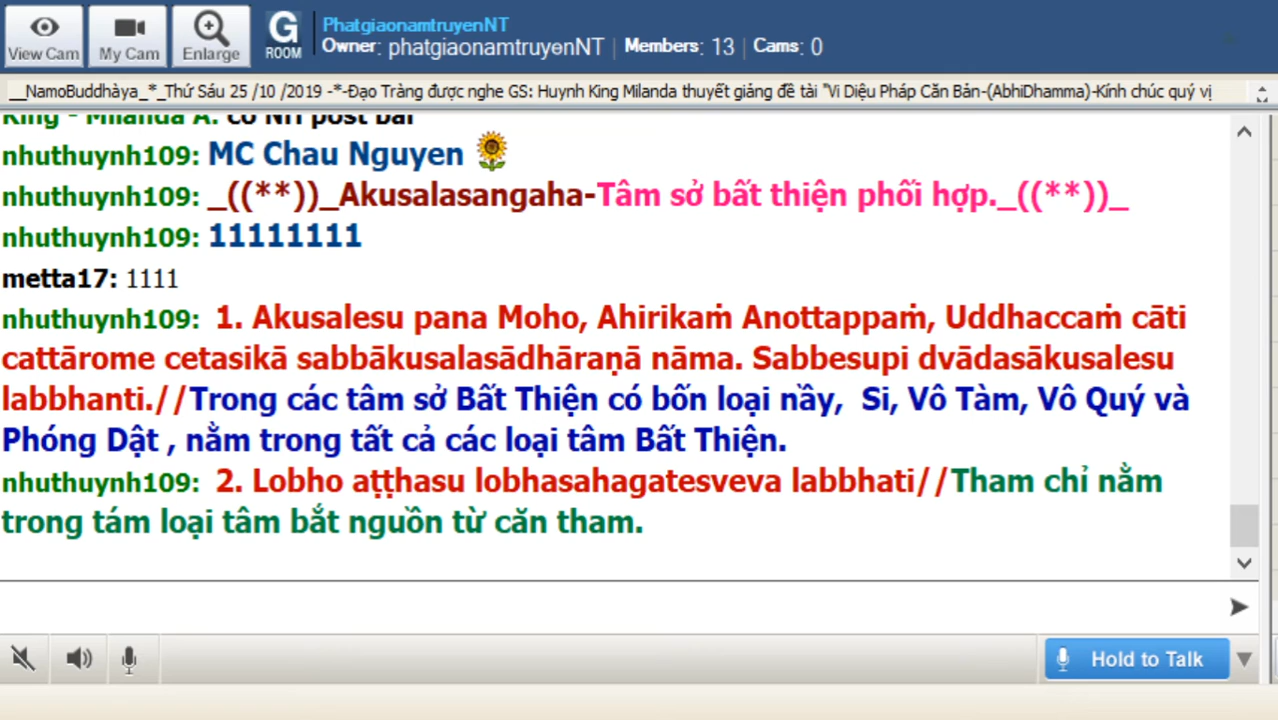 PhatgiaonamtruyenNT
Owner: phatgiaonamtruyenNT | Members: 13 | Cams: 0
View Cam
My Cam
Enlarge
G
ROOM
__NamoBuddhàya_*_Thứ Sáu 25 /10 /2019 -*-Đạo Tràng được nghe GS: Huynh King Milanda thuyết giảng đề tài "Vi Diệu Pháp Căn Bản-(AbhiDhamma)-Kính chúc quý vị
King - Milanda A: co NH post bai
nhuthuynh109: MC Chau Nguyen
nhuthuynh109: _((**))_Akusalasangaha-Tâm sở bất thiện phối hợp._((**))_
nhuthuynh109: 11111111
metta17: 1111
nhuthuynh109: 1. Akusalesu pana Moho, Ahirikaṁ Anottappaṁ, Uddhaccaṁ cāti
cattārome cetasikā sabbākusalasādhāraṇā nāma. Sabbesupi dvādasākusalesu
labbhanti.//Trong các tâm sở Bất Thiện có bốn loại nầy, Si, Vô Tàm, Vô Quý và
Phóng Dật , nằm trong tất cả các loại tâm Bất Thiện.
nhuthuynh109: 2. Lobho aṭṭhasu lobhasahagatesveva labbhati//Tham chỉ nằm
trong tám loại tâm bắt nguồn từ căn tham.
Hold to Talk